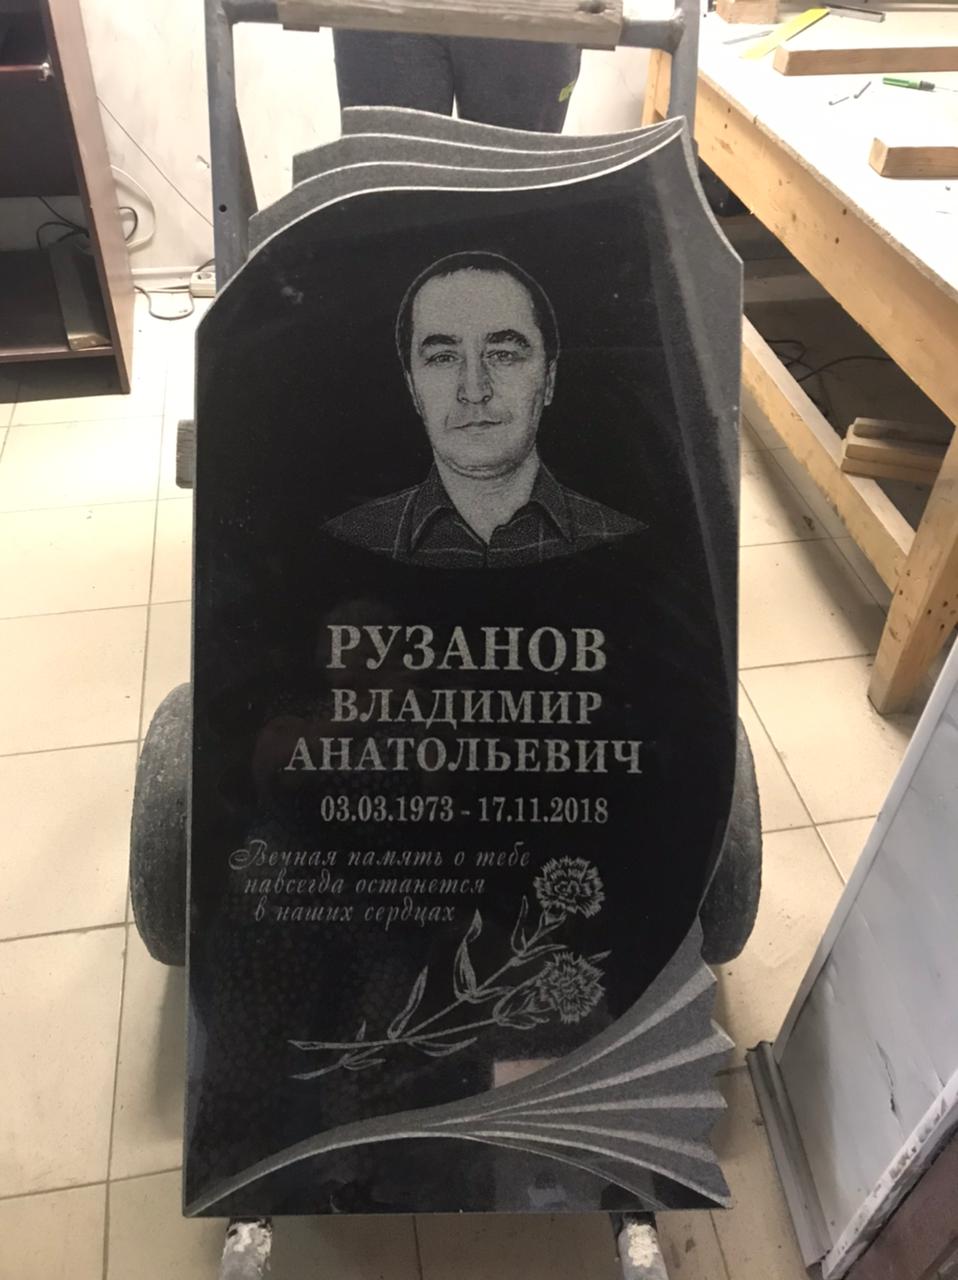 РУЗАНОВ
ВЛАДИМИР
АНАТОЛЬЕВИЧ
03.03.1973 - 17.11.2018
Вечная память о тебе
навсегда останется
в наших сердцах